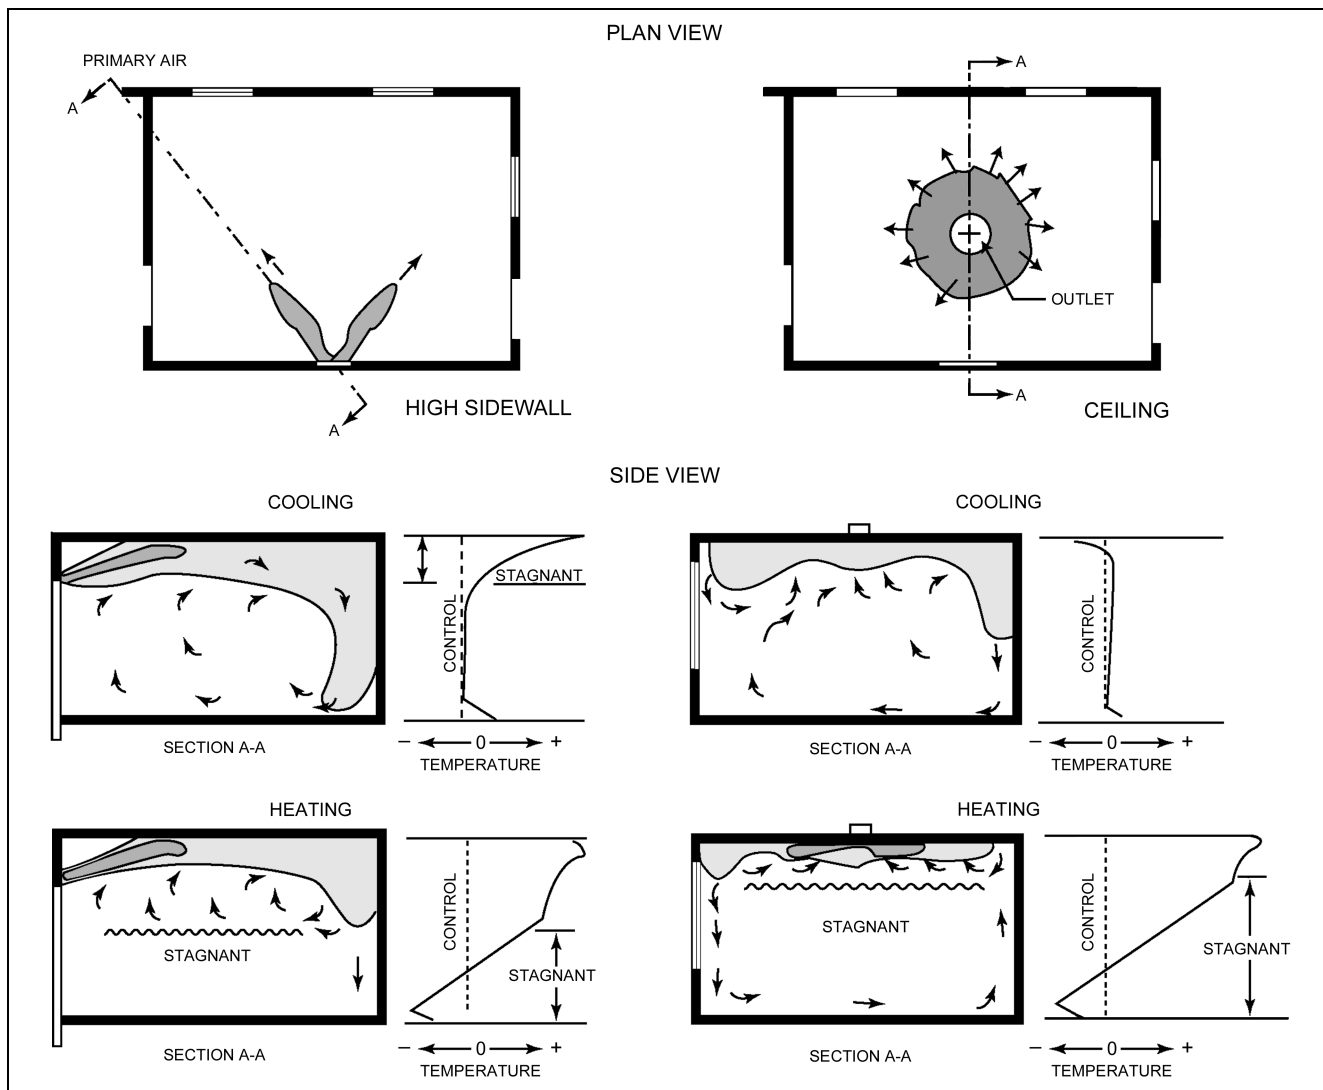 PLAN VIEW
PRIMARY AIR
A
A
HIGH SIDEWALL
A
OUTLET
A
CEILING
SIDE VIEW
COOLING
STAGNANT
CONTROL
SECTION A-A
− 0 +
TEMPERATURE
COOLING
CONTROL
SECTION A-A
− 0 +
TEMPERATURE
HEATING
STAGNANT
CONTROL
STAGNANT
SECTION A-A
− 0 +
TEMPERATURE
HEATING
STAGNANT
CONTROL
STAGNANT
SECTION A-A
− 0 +
TEMPERATURE